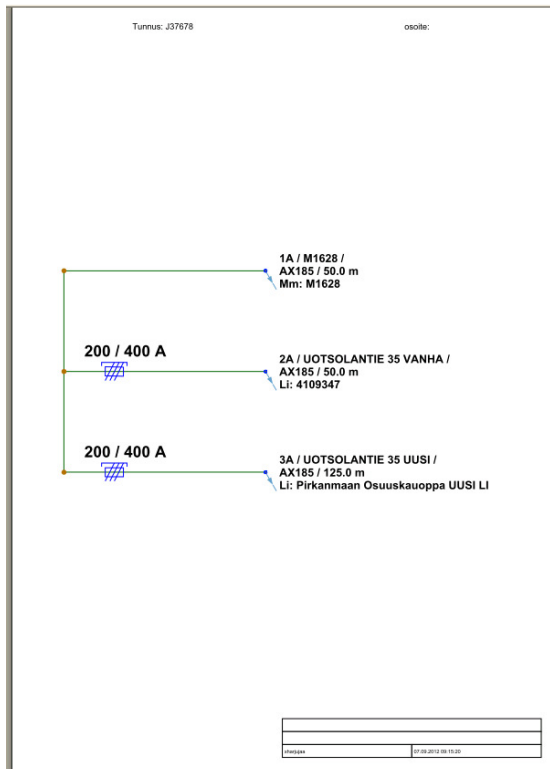 Tunnus: J37678 osoite:
1A / M1628 /
AX185 / 50.0 m
Mm: M1628
200 / 400 A
2A / UOTSOLANTIE 35 VANHA /
AX185 / 50.0 m
Li: 4109347
200 / 400 A
3A / UOTSOLANTIE 35 UUSI /
AX185 / 125.0 m
Li: Pirkanmaan Osuuskauoppa UUSI LI
07.09.2012 09:15:20